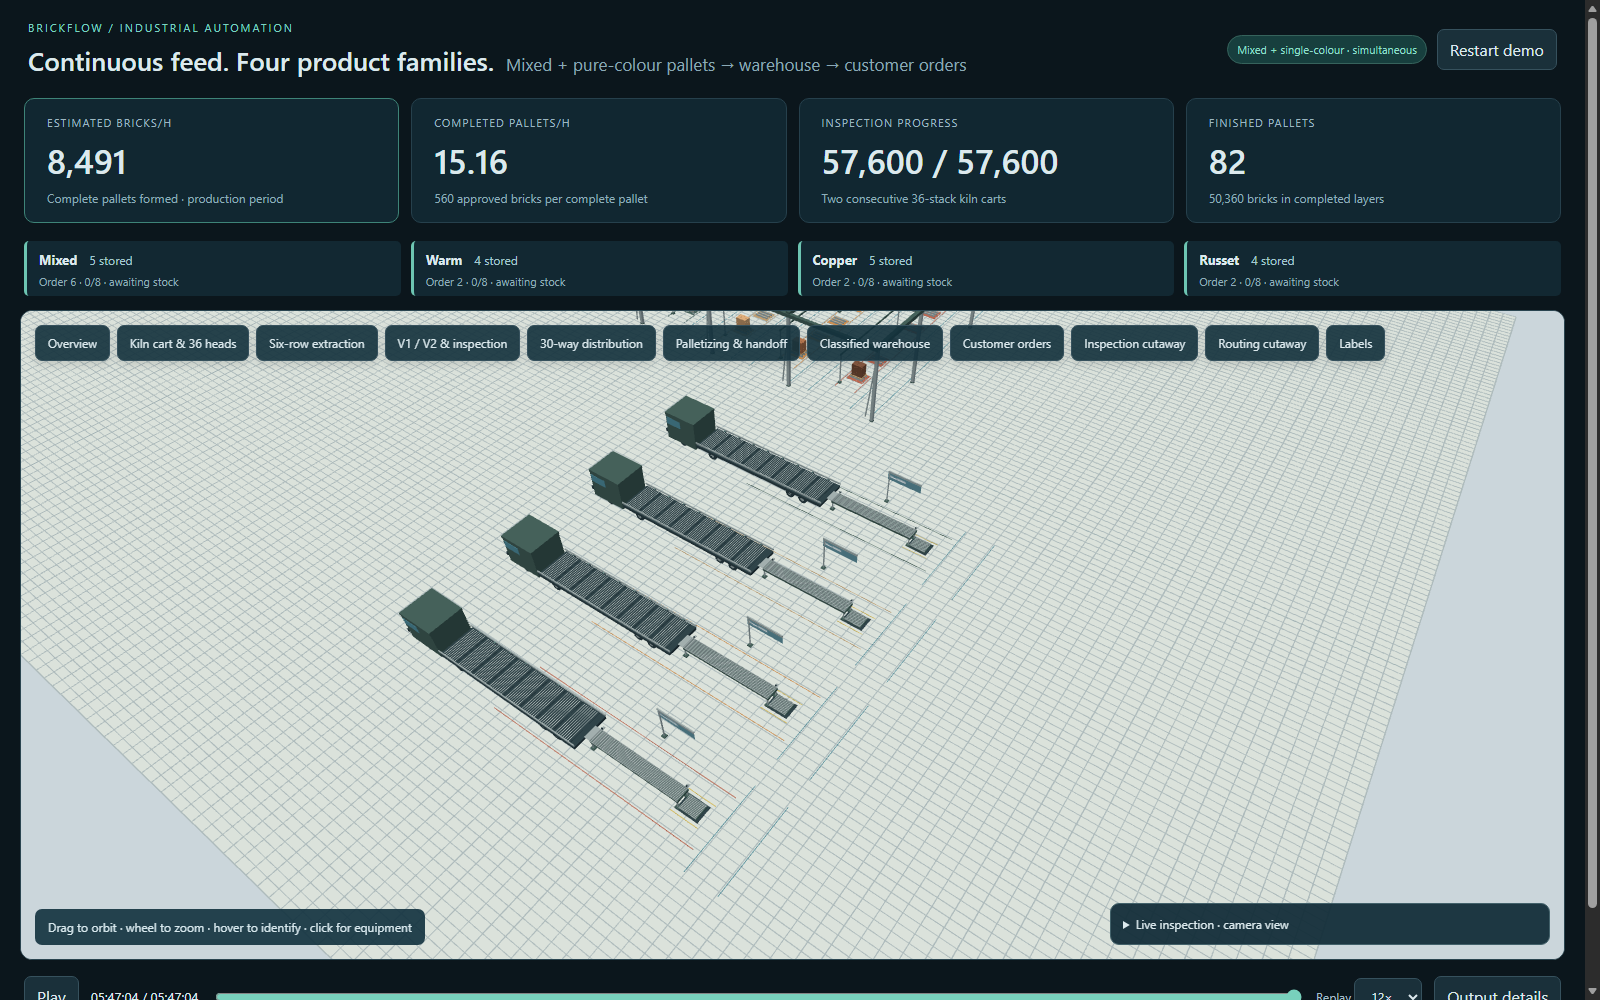 BRICKFLOW / INDUSTRIAL AUTOMATION
Continuous feed. Four product families. Mixed + pure-colour pallets → warehouse → customer orders
Mixed + single-colour · simultaneous
Restart demo
ESTIMATED BRICKS/H
8,491
Complete pallets formed · production period
COMPLETED PALLETS/H
15.16
560 approved bricks per complete pallet
INSPECTION PROGRESS
57,600 / 57,600
Two consecutive 36-stack kiln carts
FINISHED PALLETS
82
50,360 bricks in completed layers
Mixed 5 stored
Order 6 · 0/8 · awaiting stock
Warm 4 stored
Order 2 · 0/8 · awaiting stock
Copper 5 stored
Order 2 · 0/8 · awaiting stock
Russet 4 stored
Order 2 · 0/8 · awaiting stock
Overview
Kiln cart & 36 heads
Six-row extraction
V1 / V2 & inspection
30-way distribution
Palletizing & handoff
Classified warehouse
Customer orders
Inspection cutaway
Routing cutaway
Labels
Drag to orbit · wheel to zoom · hover to identify · click for equipment
Live inspection · camera view
Play
05:47:04 / 05:47:04
Replay
12×
Output details